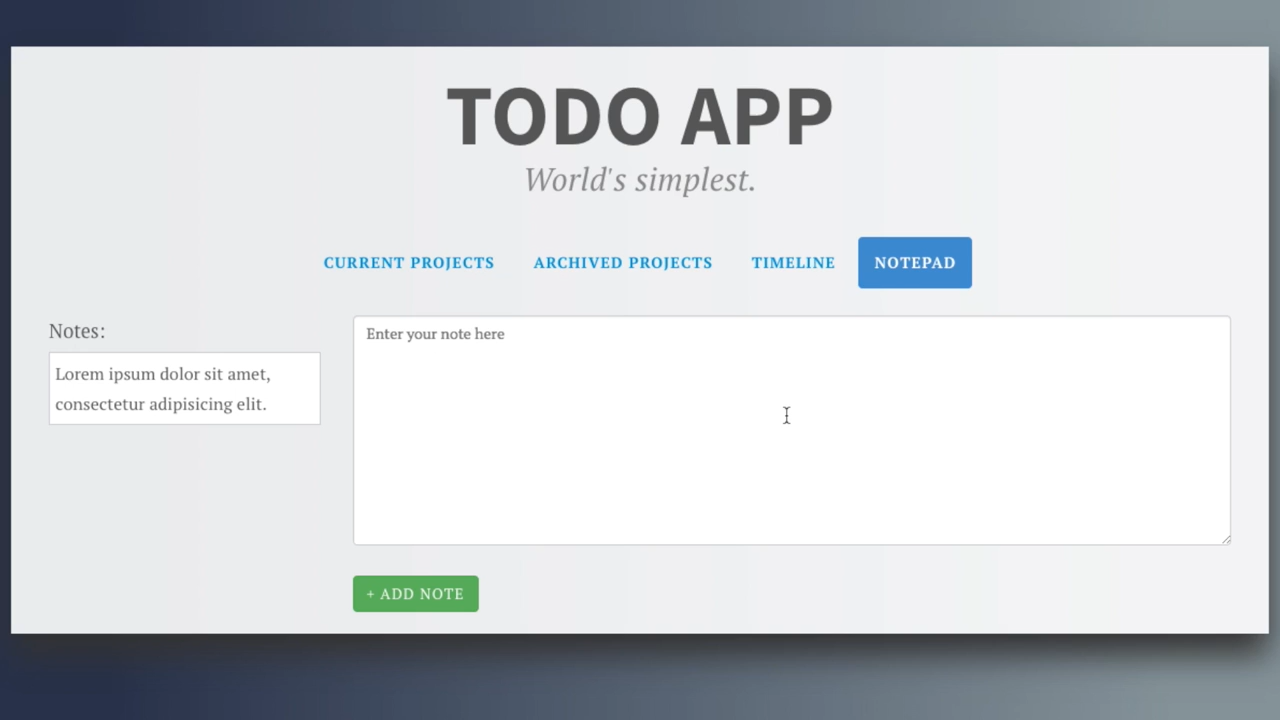 TODO APP
World's simplest.
CURRENT PROJECTS ARCHIVED PROJECTS TIMELINE NOTEPAD
Notes:
Lorem ipsum dolor sit amet,
consectetur adipisicing elit.
Enter your note here
+ ADD NOTE